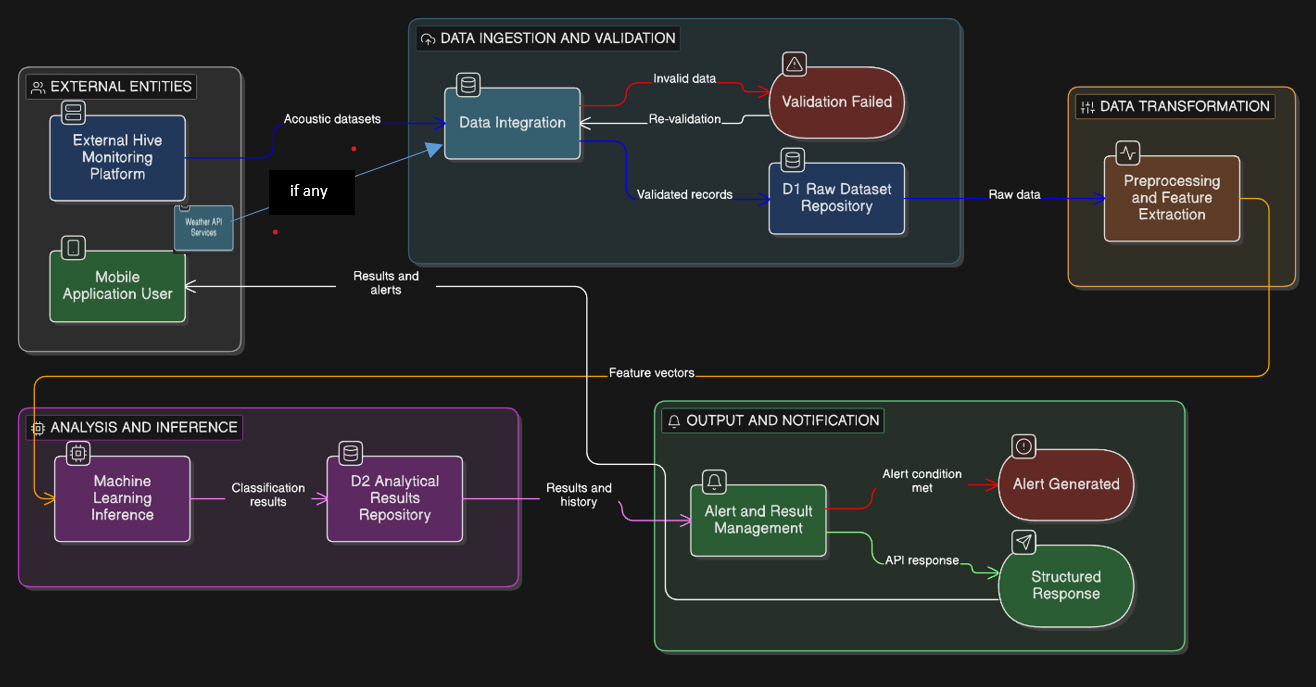 EXTERNAL ENTITIES
External Hive
Monitoring
Platform
Weather API
Services
Mobile
Application User
Acoustic datasets
if any
DATA INGESTION AND VALIDATION
Data Integration
Invalid data
Re-validation
Validation Failed
Validated records
D1 Raw Dataset
Repository
Raw data
DATA TRANSFORMATION
Preprocessing
and Feature
Extraction
Results and
alerts
Feature vectors
ANALYSIS AND INFERENCE
Machine
Learning
Inference
Classification
results
D2 Analytical
Results
Repository
Results and
history
OUTPUT AND NOTIFICATION
Alert and Result
Management
Alert condition
met
Alert Generated
API response
Structured
Response